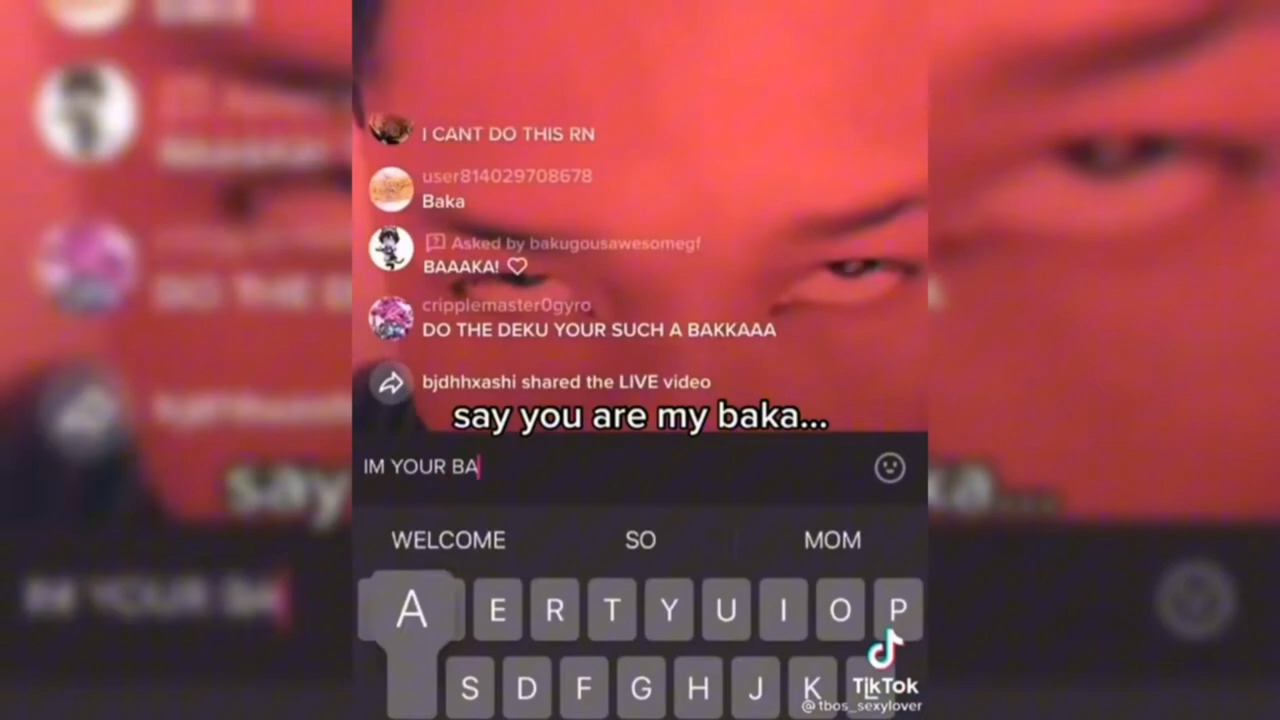 I CANT DO THIS RN
user814029708678
Baka
Asked by bakugousawesomegf
BAAAKA!
cripplemaster0gyro
DO THE DEKU YOUR SUCH A BAKKAAA
bjdhhxashi shared the LIVE video
say you are my baka...
IM YOUR BA
WELCOME SO MOM
A E R T Y U I O P
S D F G H J K L
TikTok
@tbos_sexylover